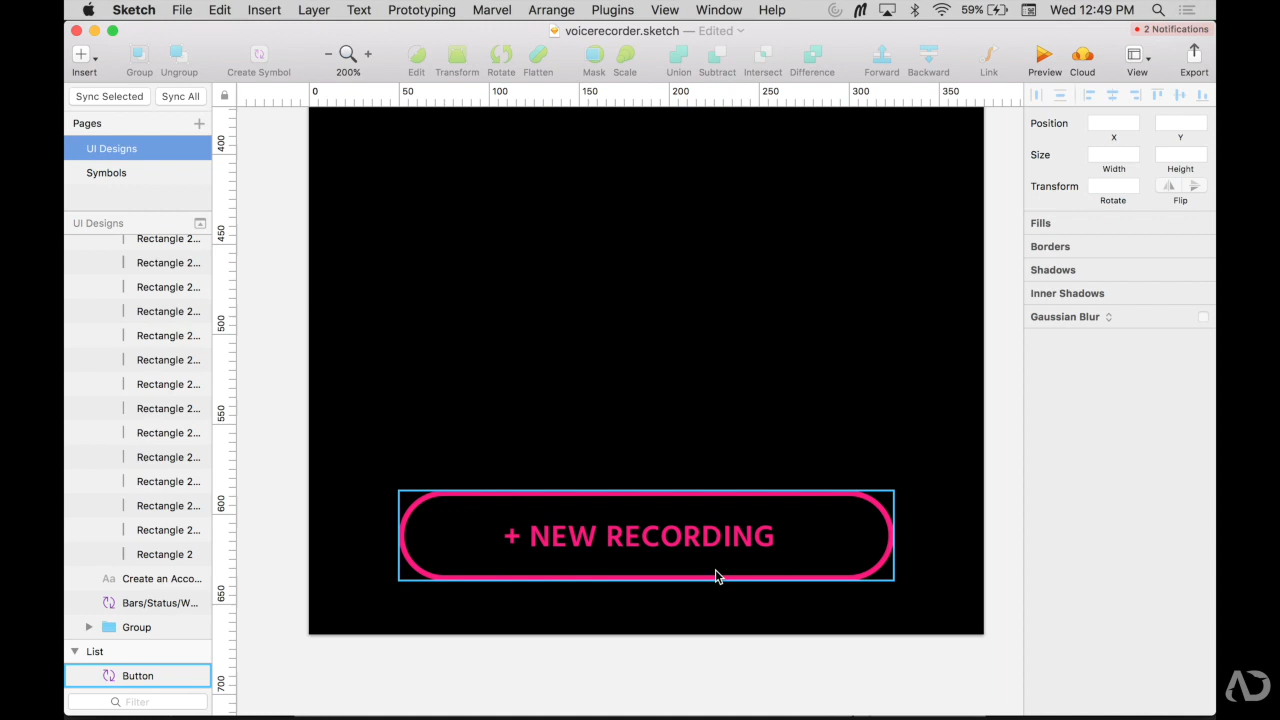 Sketch File Edit Insert Layer Text Prototyping Marvel Arrange Plugins View Window Help 59% Wed 12:49 PM
voicerecorder.sketch — Edited
2 Notifications
Insert Group Ungroup Create Symbol 200% Edit Transform Rotate Flatten Mask Scale Union Subtract Intersect Difference Forward Backward Link Preview Cloud View Export
Sync Selected Sync All
0 50 100 150 200 250 300 350
Pages
UI Designs
Symbols
UI Designs
Rectangle 2...
Rectangle 2...
Rectangle 2...
Rectangle 2...
Rectangle 2...
Rectangle 2...
Rectangle 2...
Rectangle 2...
Rectangle 2...
Rectangle 2...
Rectangle 2...
Rectangle 2...
Rectangle 2...
Rectangle 2
Aa Create an Acco...
Bars/Status/W...
Group
List
Button
Filter
400
450
500
550
600
650
700
+ NEW RECORDING
Position
X Y
Size
Width Height
Transform
Rotate Flip
Fills
Borders
Shadows
Inner Shadows
Gaussian Blur
AD